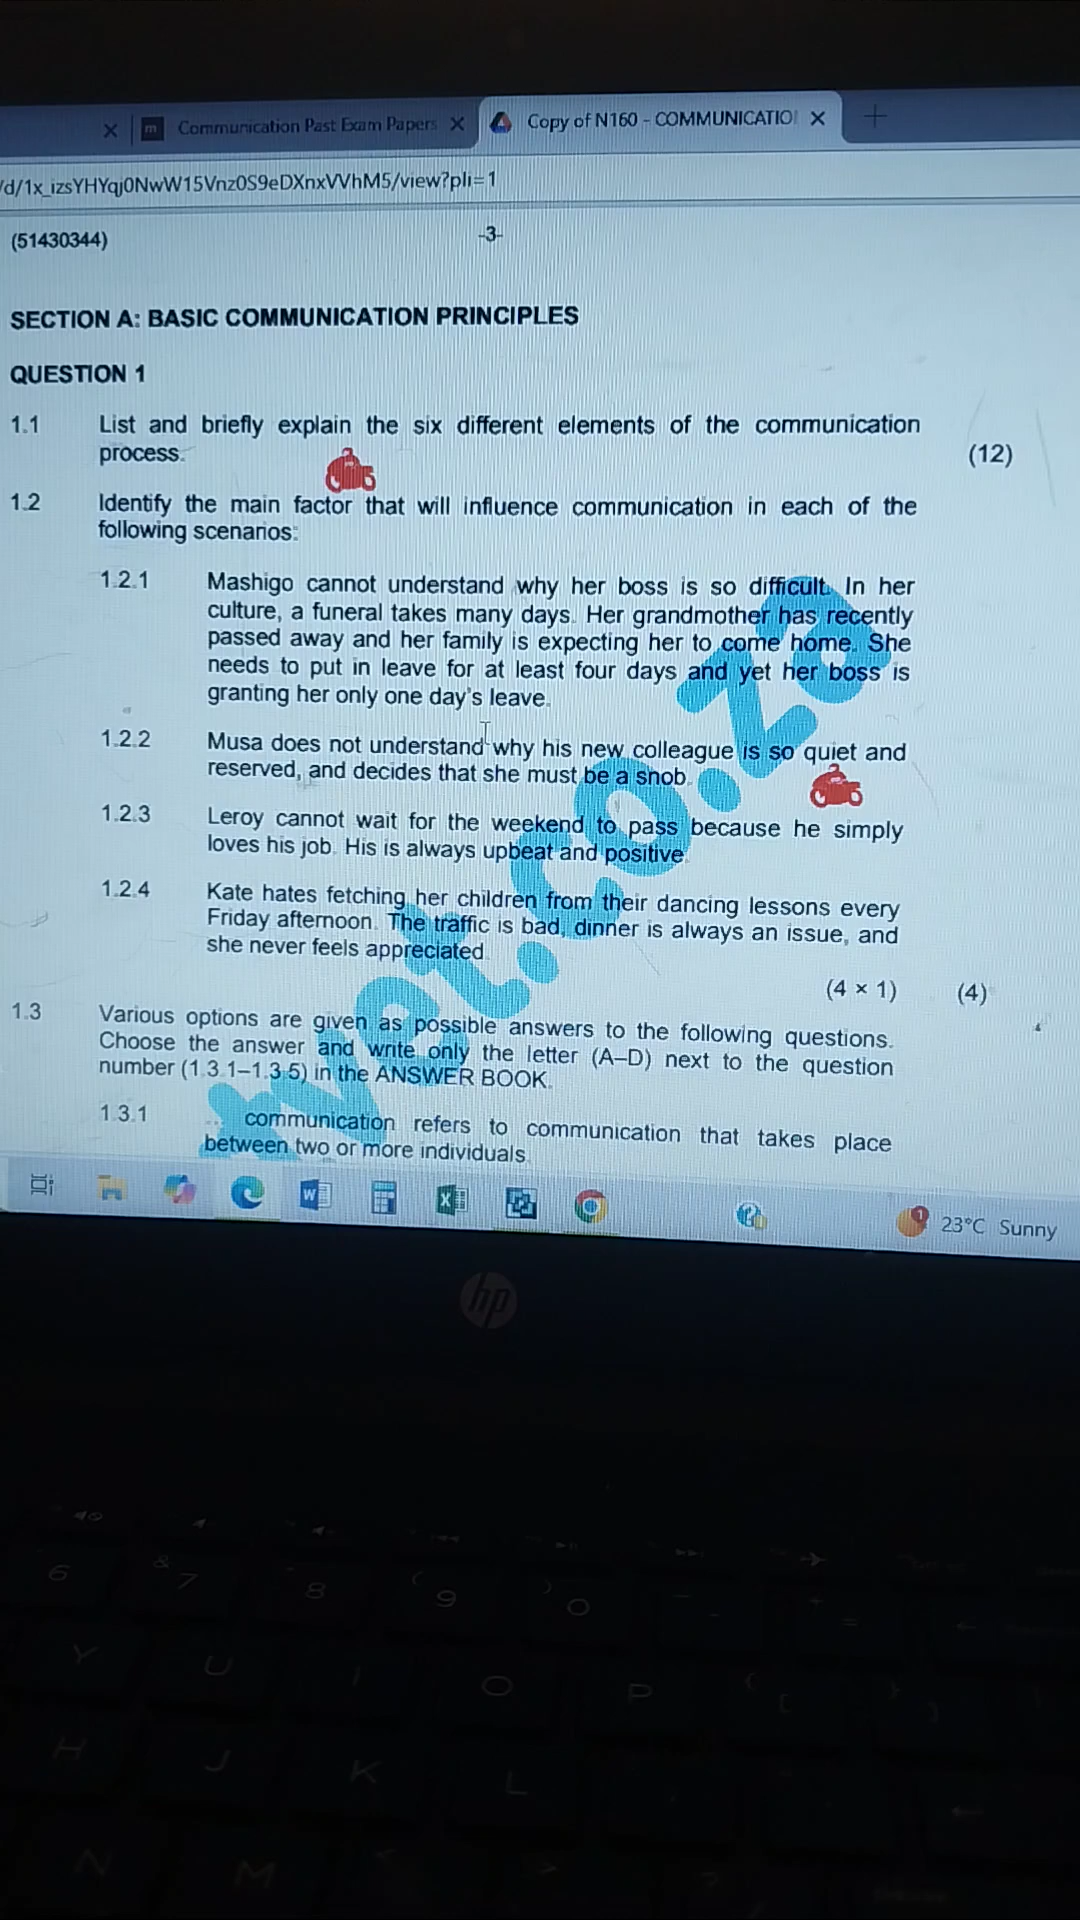 Communication Past Exam Papers
Copy of N160 - COMMUNICATIO
/d/1x_izsYHYqj0NwW15Vnz0S9eDXnxVVhM5/view?pli=1
(51430344)
-3-
SECTION A: BASIC COMMUNICATION PRINCIPLES
QUESTION 1
1.1 List and briefly explain the six different elements of the communication
process. (12)
1.2 Identify the main factor that will influence communication in each of the
following scenarios:
1.2.1 Mashigo cannot understand why her boss is so difficult. In her
culture, a funeral takes many days. Her grandmother has recently
passed away and her family is expecting her to come home. She
needs to put in leave for at least four days and yet her boss is
granting her only one day's leave.
1.2.2 Musa does not understand why his new colleague is so quiet and
reserved, and decides that she must be a snob.
1.2.3 Leroy cannot wait for the weekend to pass because he simply
loves his job. His is always upbeat and positive.
1.2.4 Kate hates fetching her children from their dancing lessons every
Friday afternoon. The traffic is bad, dinner is always an issue, and
she never feels appreciated.
(4 × 1) (4)
1.3 Various options are given as possible answers to the following questions.
Choose the answer and write only the letter (A–D) next to the question
number (1.3.1–1.3.5) in the ANSWER BOOK.
1.3.1 ... communication refers to communication that takes place
between two or more individuals.
tvet.co.za
23°C Sunny
hp
6 & 7 8 ( 9 ) 0 - + =
Y U I O P { [
H J K L
N M < >